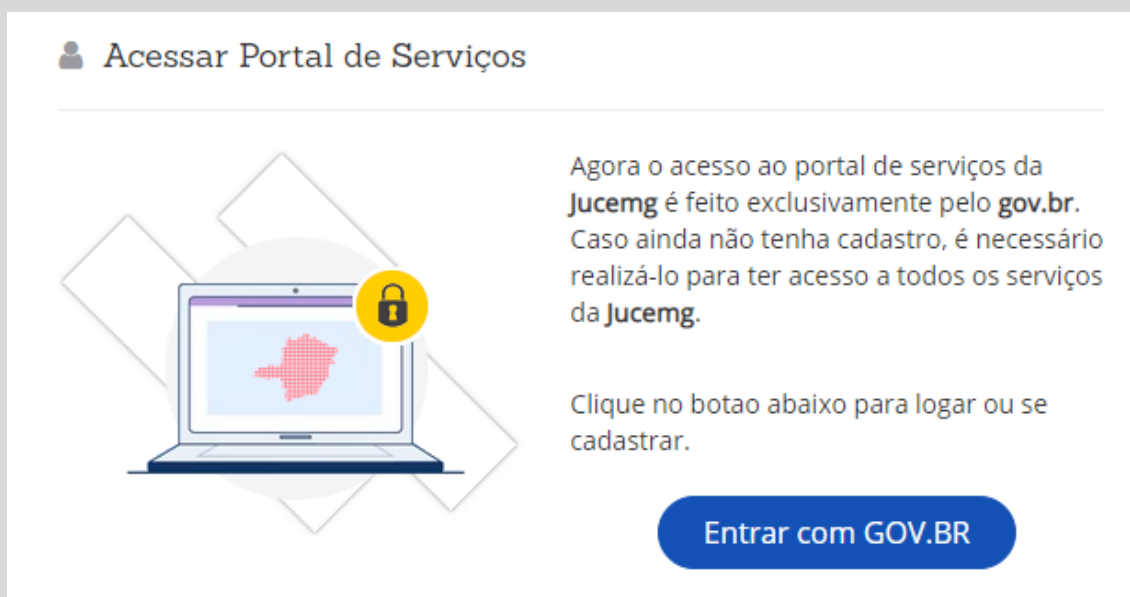 Acessar Portal de Serviços
Agora o acesso ao portal de serviços da
Jucemg é feito exclusivamente pelo gov.br.
Caso ainda não tenha cadastro, é necessário
realizá-lo para ter acesso a todos os serviços
da Jucemg.
Clique no botao abaixo para logar ou se
cadastrar.
Entrar com GOV.BR